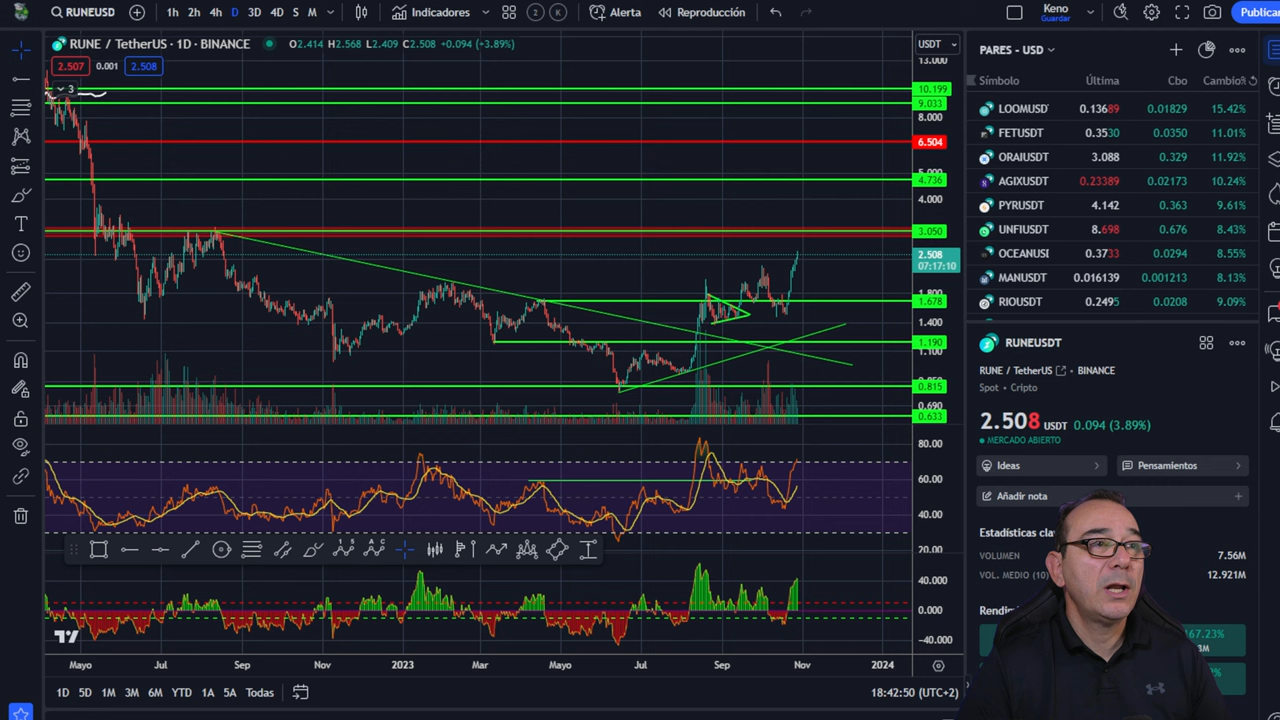 RUNEUSD
1h 2h 4h D 3D 4D S M
Indicadores
2 K
Alerta
Reproducción
Keno
Guardar
Publica
RUNE / TetherUS · 1D · BINANCE
O2.414 H2.568 L2.409 C2.508 +0.094 (+3.89%)
2.507 0.001 2.508
3
USDT
13.000
10.199
9.033
8.000
6.504
4.736
4.000
3.050
2.508
07:17:10
1.678
1.400
1.190
1.100
0.815
0.690
0.633
80.00
60.00
40.00
20.00
40.000
0.000
−40.000
Mayo Jul Sep Nov 2023 Mar Mayo Jul Sep Nov 2024
1D 5D 1M 3M 6M YTD 1A 5A Todas
18:42:50 (UTC+2)
PARES - USD
Símbolo Última Cbo Cambio%
LOOMUSD 0.13689 0.01829 15.42%
FETUSDT 0.3530 0.0350 11.01%
ORAIUSDT 3.088 0.329 11.92%
AGIXUSDT 0.23389 0.02173 10.24%
PYRUSDT 4.142 0.363 9.61%
UNFIUSDT 8.698 0.676 8.43%
OCEANUSI 0.3733 0.0294 8.55%
MANUSDT 0.016139 0.001213 8.13%
RIOUSDT 0.2495 0.0208 9.09%
RUNEUSDT
RUNE / TetherUS · BINANCE
Spot · Cripto
2.508 USDT 0.094 (3.89%)
MERCADO ABIERTO
Ideas
Pensamientos
Añadir nota
Estadísticas cla
VOLUMEN 7.56M
VOL. MEDIO (10) 12.921M
Rendi
167.23%